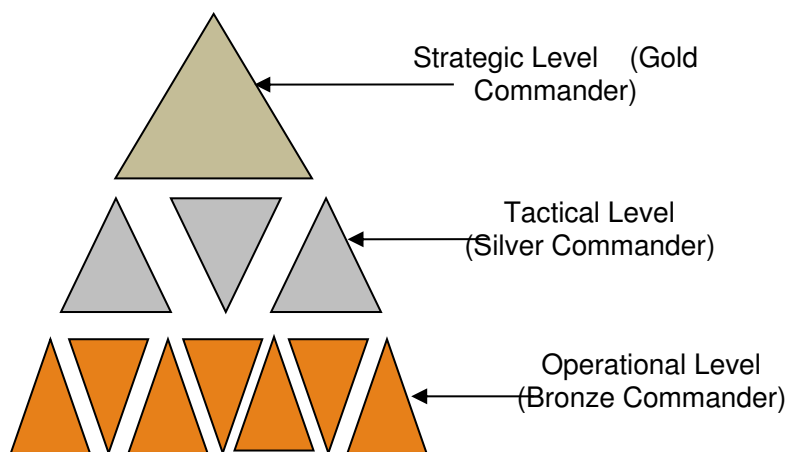 Strategic Level (Gold
Commander)
Tactical Level
(Silver Commander)
Operational Level
(Bronze Commander)